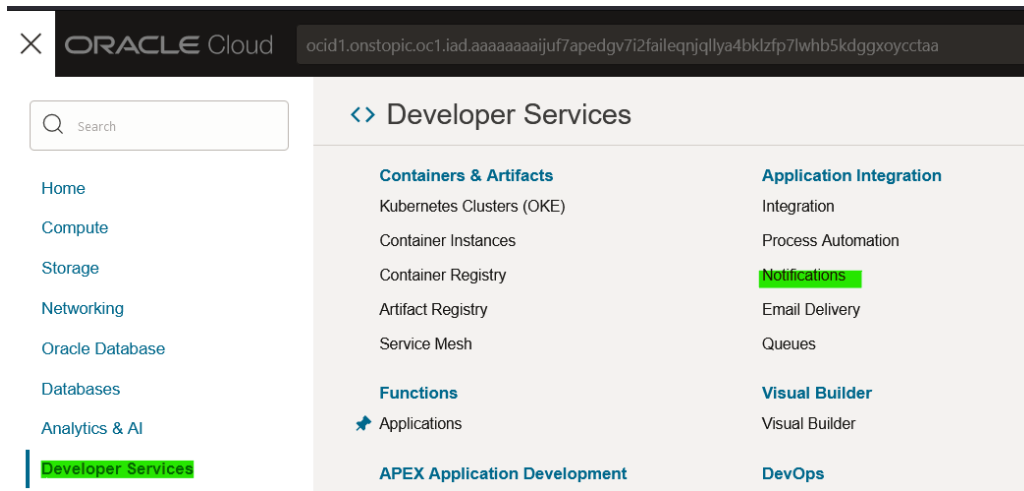 ORACLE Cloud
ocid1.onstopic.oc1.iad.aaaaaaaaijuf7apedgv7i2faileqnjqllya4bklzfp7lwhb5kdggxoycctaa
Search
Home
Compute
Storage
Networking
Oracle Database
Databases
Analytics & AI
Developer Services
Developer Services
Containers & Artifacts
Kubernetes Clusters (OKE)
Container Instances
Container Registry
Artifact Registry
Service Mesh
Functions
Applications
APEX Application Development
Application Integration
Integration
Process Automation
Notifications
Email Delivery
Queues
Visual Builder
Visual Builder
DevOps